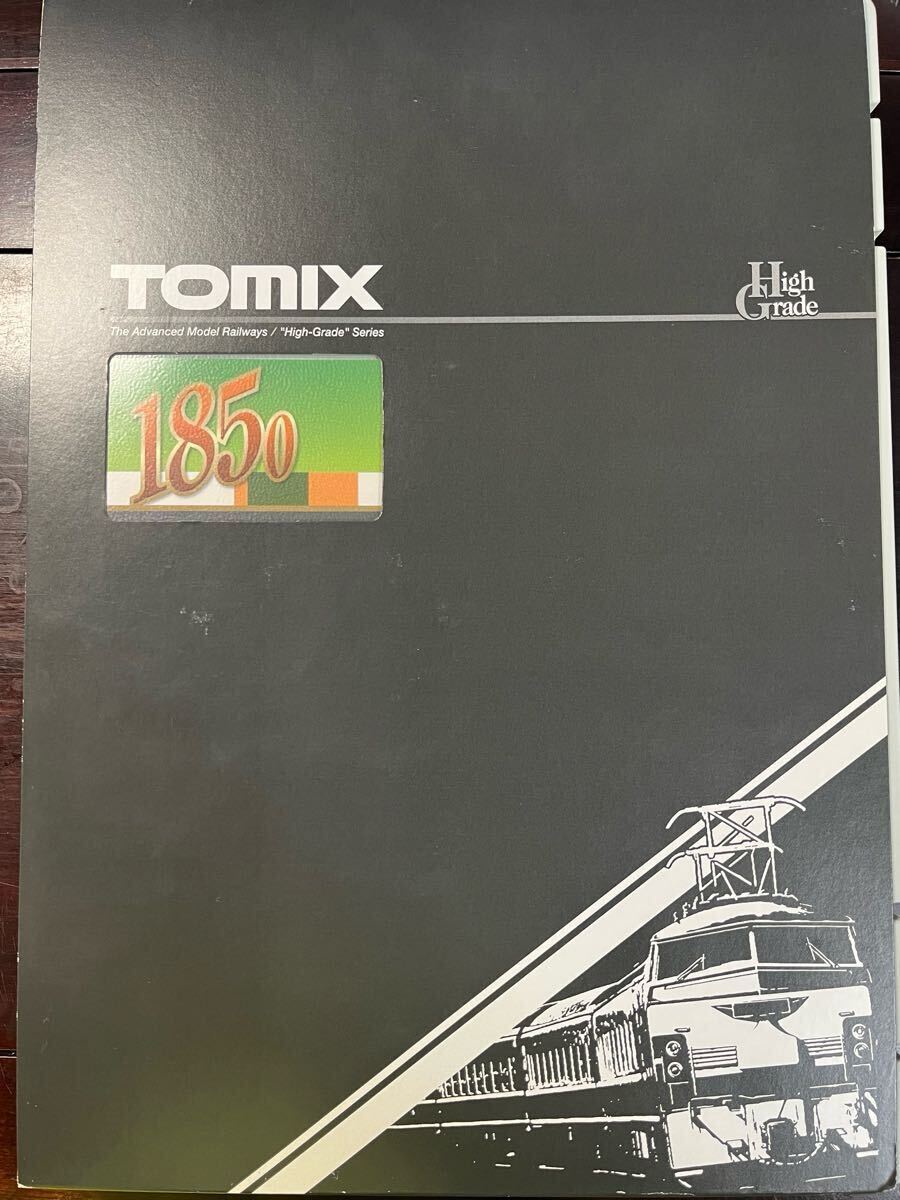 TOMIX
High
Grade
The Advanced Model Railways / "High-Grade" Series
1850